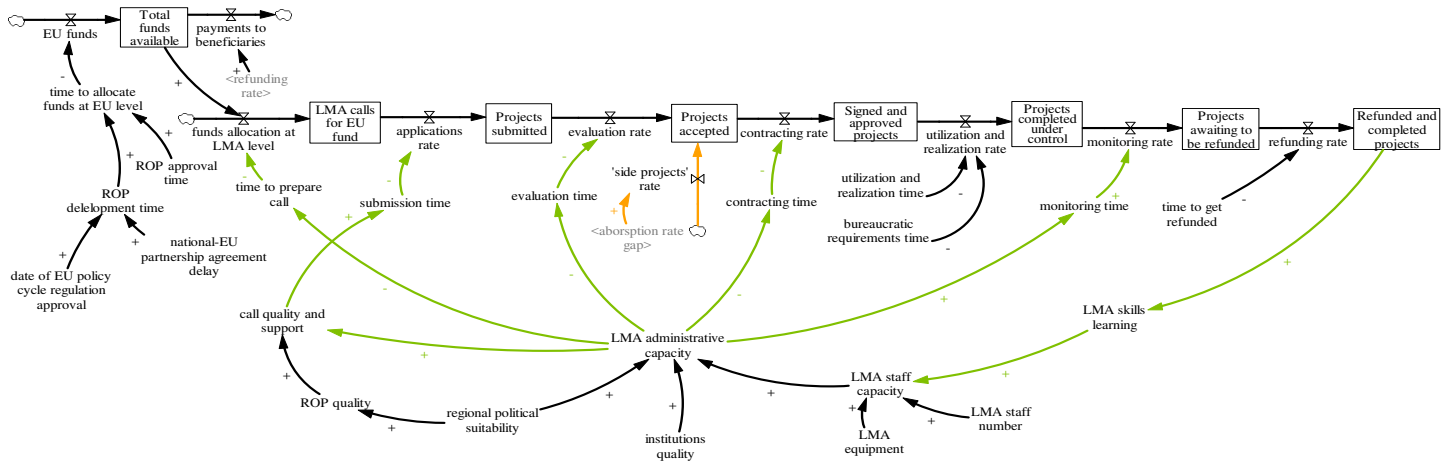 EU funds
Total
funds
available
payments to
beneficiaries
+
<refunding
rate>
-
time to allocate
funds at EU level
+
+
+
ROP approval
time
ROP
delelopment time
+
+
national-EU
partnership agreement
delay
date of EU policy
cycle regulation
approval
funds allocation at
LMA level
LMA calls
for EU
fund
applications
rate
Projects
submitted
evaluation rate
Projects
accepted
contracting rate
Signed and
approved
projects
utilization and
realization rate
Projects
completed
under
control
monitoring rate
Projects
awaiting to
be refunded
refunding rate
Refunded and
completed
projects
-
time to prepare
call
-
submission time
+
-
evaluation time
'side projects'
rate
+
<aborsption rate
gap>
-
contracting time
-
utilization and
realization time
-
bureaucratic
requirements time
-
+
monitoring time
-
time to get
refunded
+
-
-
-
+
call quality and
support
+
LMA administrative
capacity
LMA skills
learning
+
+
ROP quality
+
regional political
suitability
+
+
institutions
quality
+
LMA staff
capacity
+
LMA
equipment
+
LMA staff
number